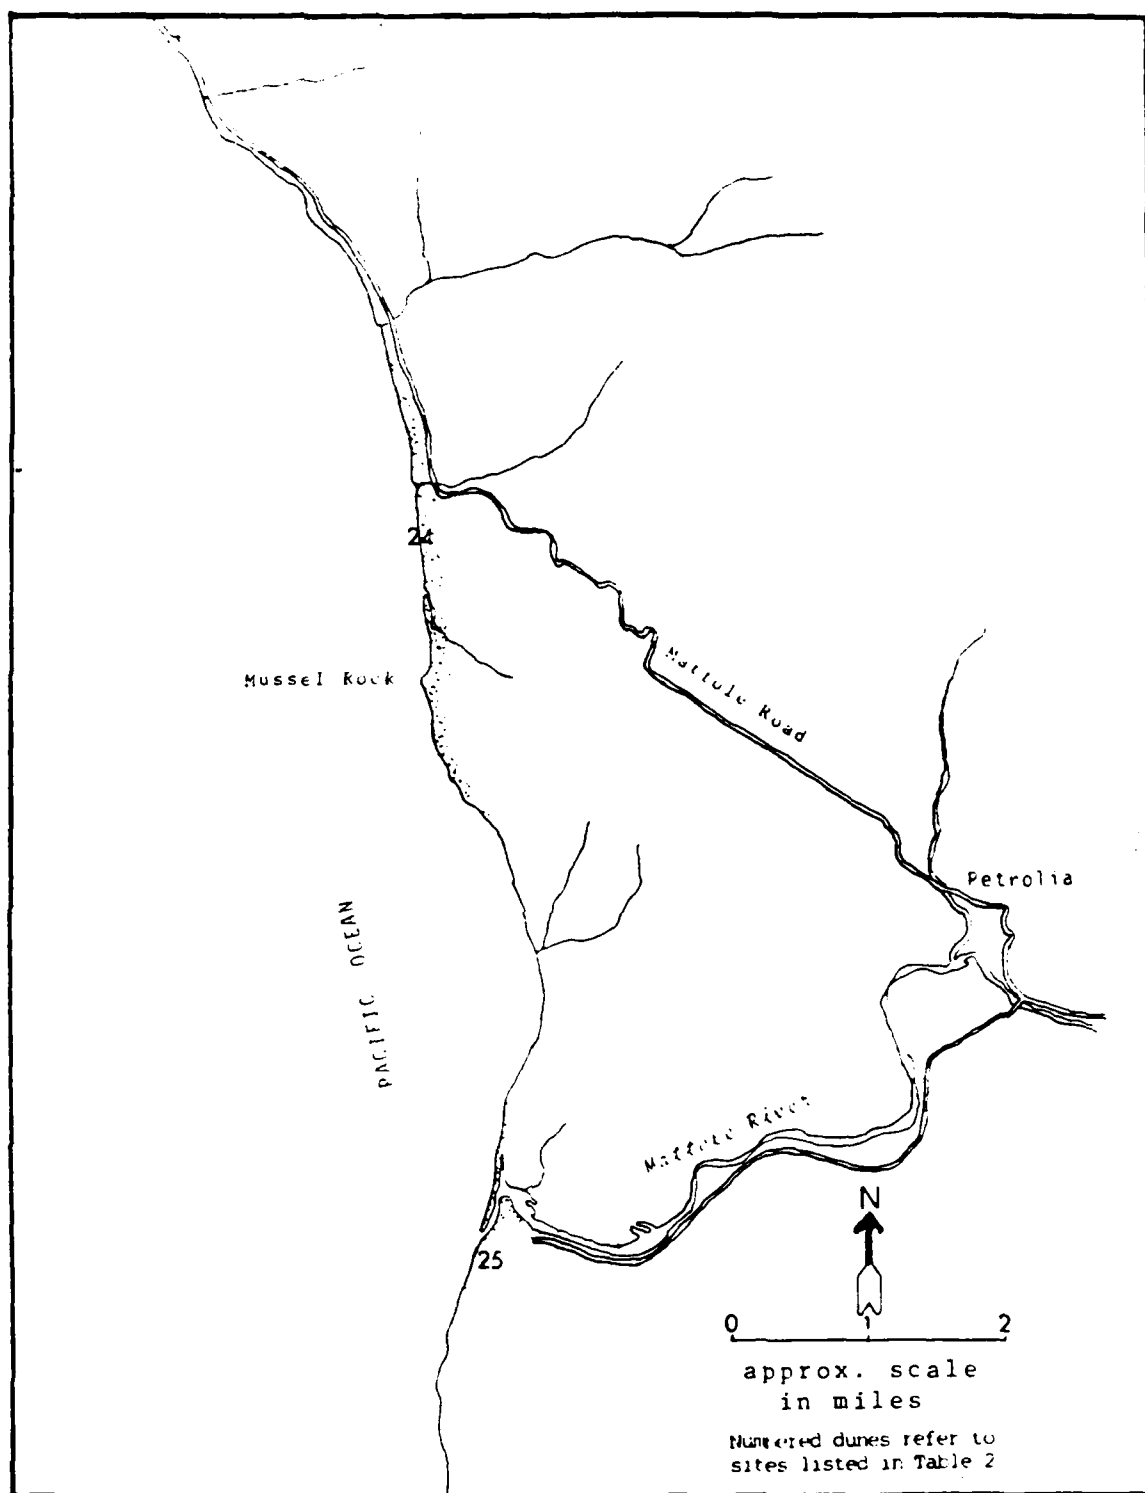 24
Mussel Rock
Mattole Road
Petrolia
PACIFIC OCEAN
Mattole River
N
25
0 1 2
approx. scale
in miles
Numbered dunes refer to
sites listed in Table 2